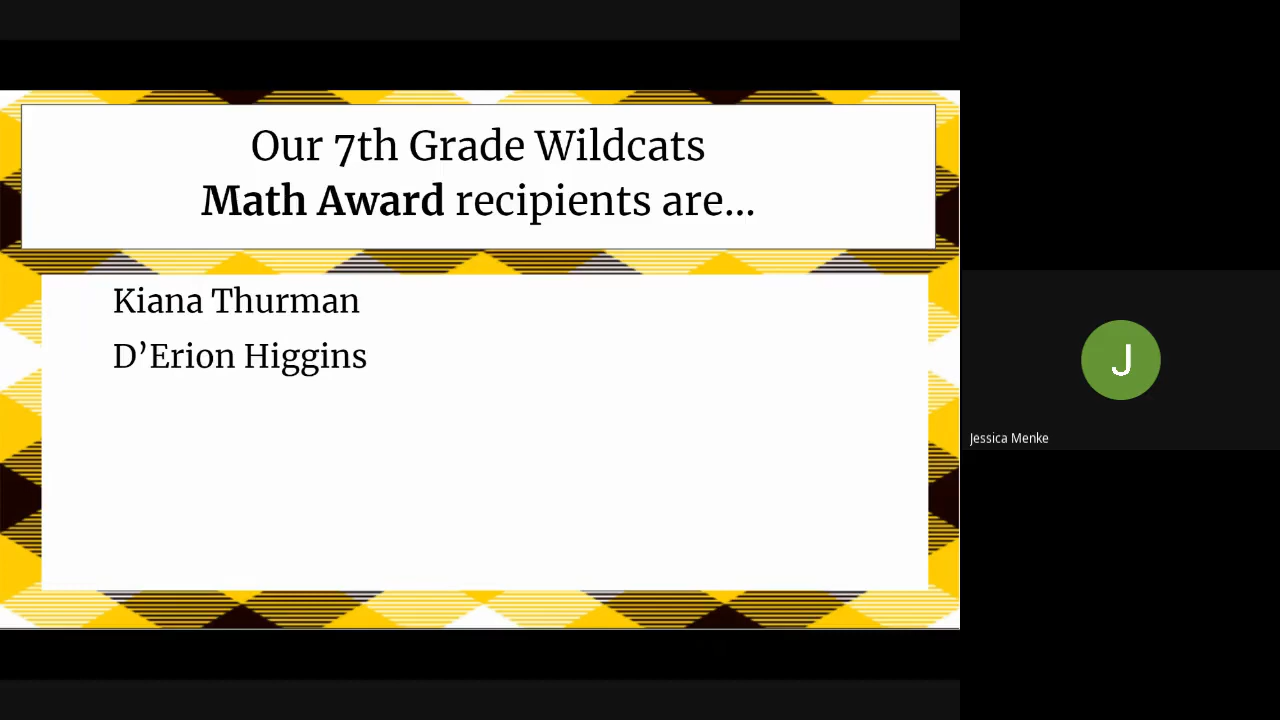 Our 7th Grade Wildcats
Math Award recipients are...
Kiana Thurman
D’Erion Higgins
J
Jessica Menke